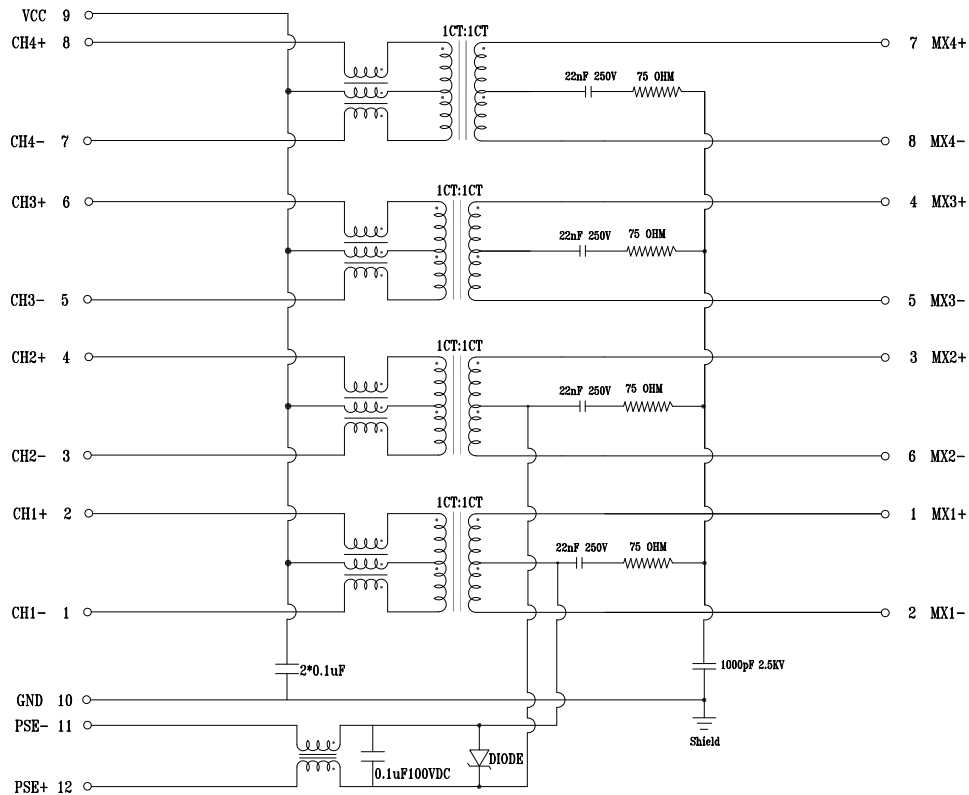 VCC 9
CH4+ 8
1CT:1CT
7 MX4+
22nF 250V
75 OHM
CH4- 7
8 MX4-
1CT:1CT
CH3+ 6
4 MX3+
22nF 250V
75 OHM
CH3- 5
5 MX3-
1CT:1CT
CH2+ 4
3 MX2+
22nF 250V
75 OHM
CH2- 3
6 MX2-
1CT:1CT
CH1+ 2
1 MX1+
22nF 250V
75 OHM
CH1- 1
2 MX1-
2*0.1uF
1000pF 2.5KV
GND 10
PSE- 11
Shield
DIODE
0.1uF100VDC
PSE+ 12